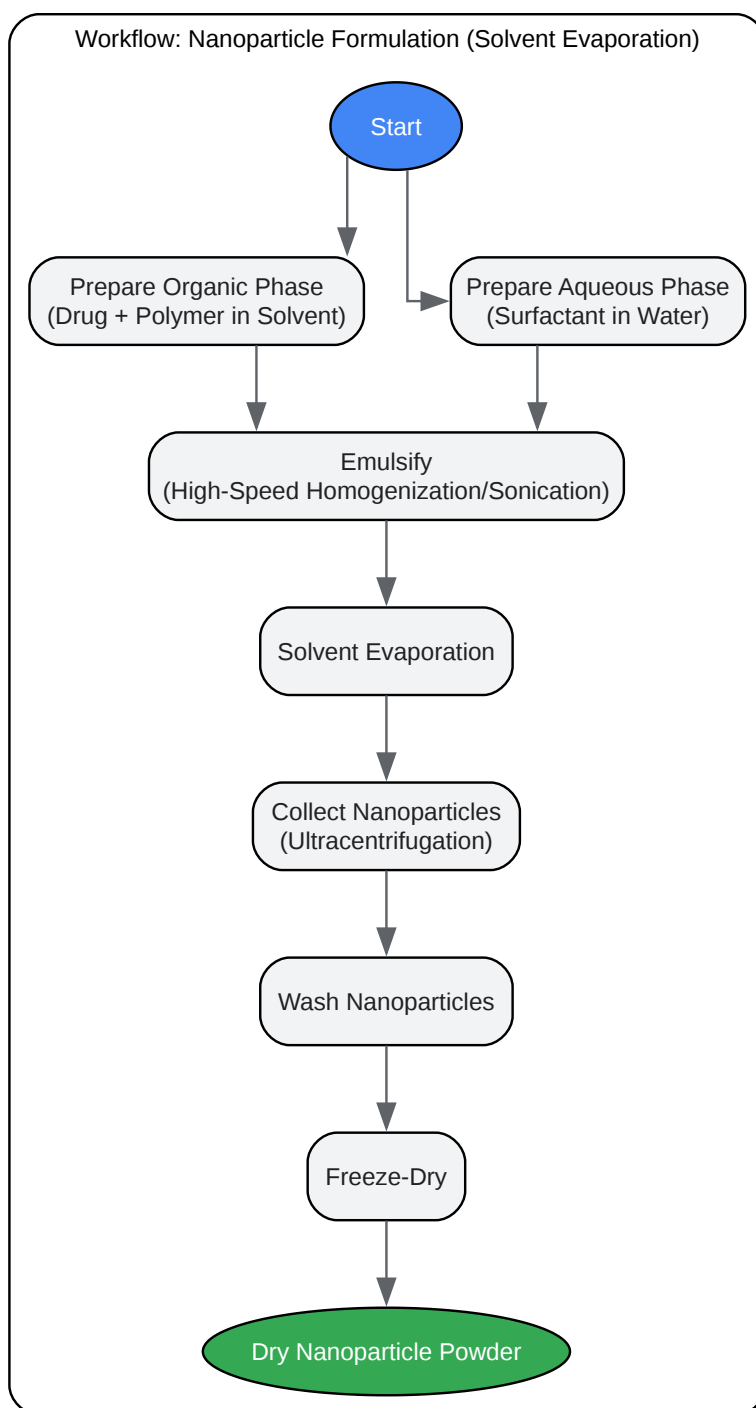 Workflow: Nanoparticle Formulation (Solvent Evaporation)
Start
Prepare Organic Phase
(Drug + Polymer in Solvent)
Prepare Aqueous Phase
(Surfactant in Water)
Emulsify
(High-Speed Homogenization/Sonication)
Solvent Evaporation
Collect Nanoparticles
(Ultracentrifugation)
Wash Nanoparticles
Freeze-Dry
Dry Nanoparticle Powder